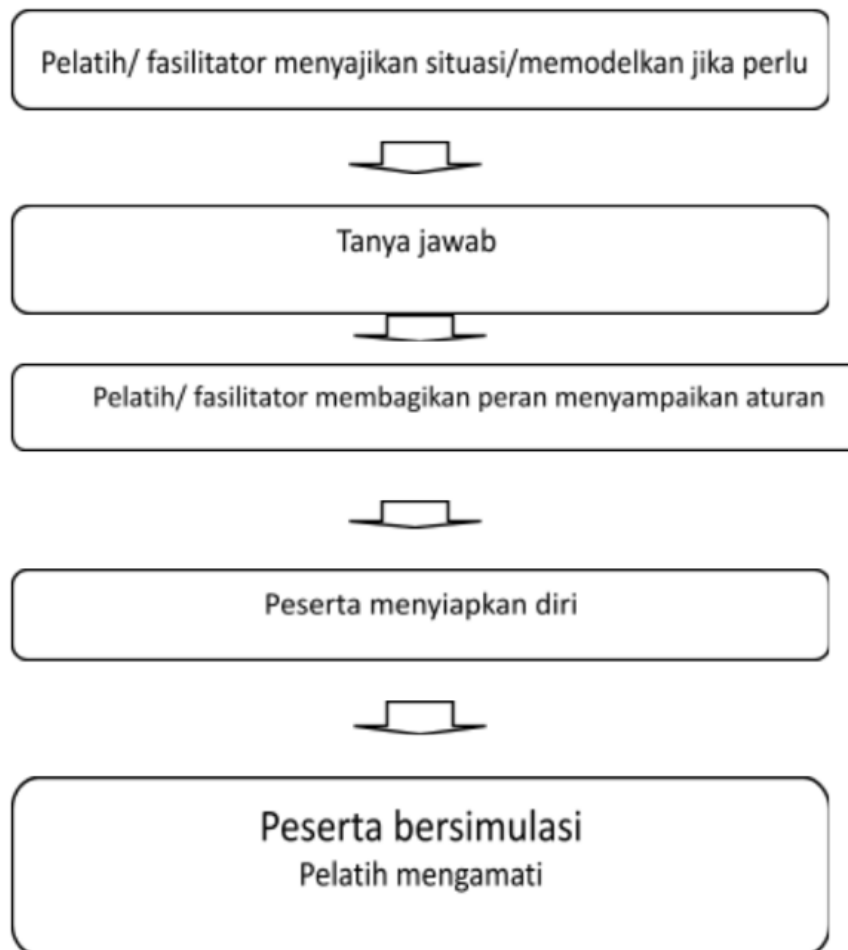 Pelatih/ fasilitator menyajikan situasi/memodelkan jika perlu
Tanya jawab
Pelatih/ fasilitator membagikan peran menyampaikan aturan
Peserta menyiapkan diri
Peserta bersimulasi
Pelatih mengamati